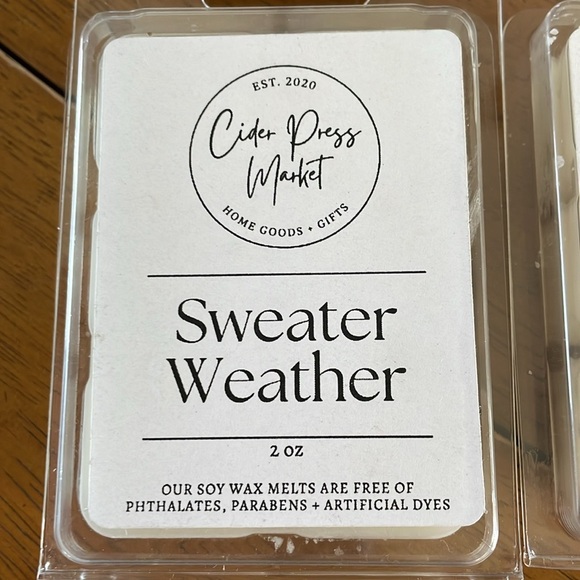 EST. 2020
Cider Press
Market
HOME GOODS + GIFTS
Sweater
Weather
2 OZ
OUR SOY WAX MELTS ARE FREE OF
PHTHALATES, PARABENS + ARTIFICIAL DYES